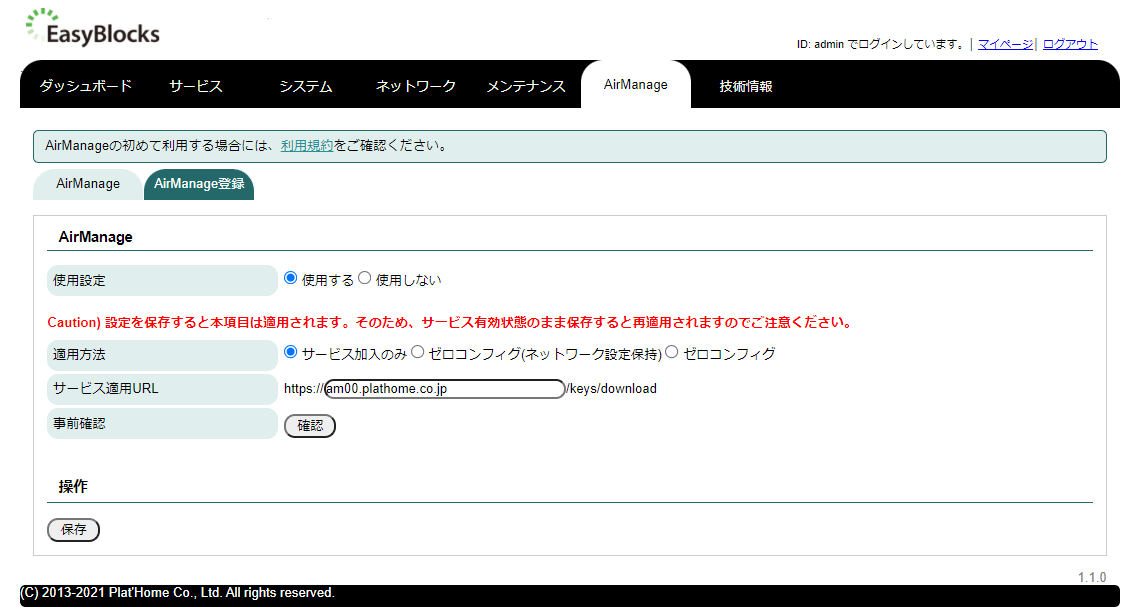 EasyBlocks
ID: admin でログインしています。 | マイページ | ログアウト
ダッシュボード サービス システム ネットワーク メンテナンス AirManage 技術情報
AirManageの初めて利用する場合には、利用規約をご確認ください。
AirManage AirManage登録
AirManage
使用設定 使用する 使用しない
Caution) 設定を保存すると本項目は適用されます。そのため、サービス有効状態のまま保存すると再適用されますのでご注意ください。
適用方法 サービス加入のみ ゼロコンフィグ(ネットワーク設定保持) ゼロコンフィグ
サービス適用URL https://am00.plathome.co.jp/keys/download
事前確認 確認
操作
保存
1.1.0
(C) 2013-2021 Plat'Home Co., Ltd. All rights reserved.